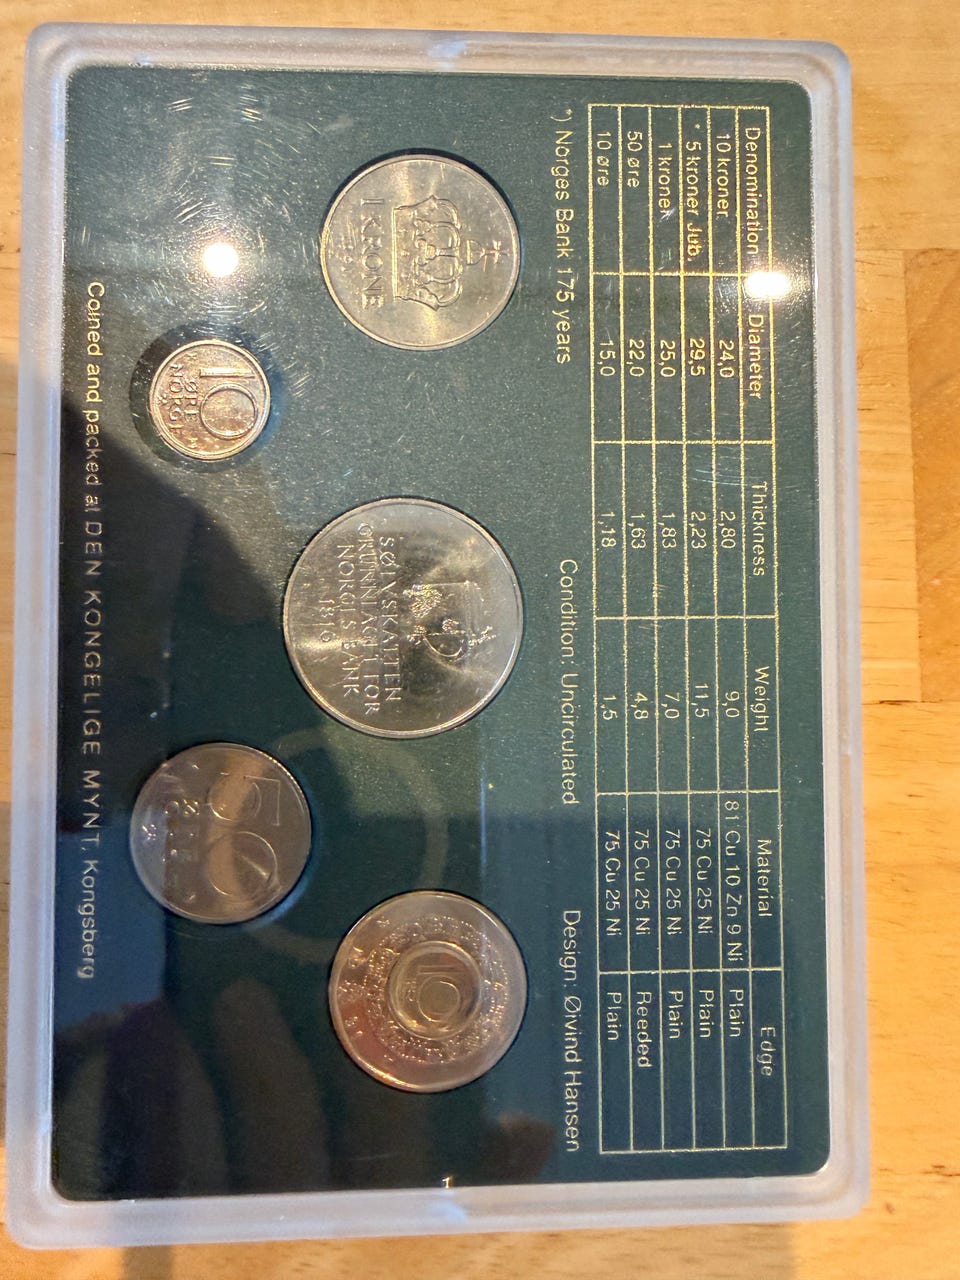 Denomination Diameter Thickness Weight Material Edge
10 kroner. 24,0 2,80 9,0 81 Cu 10 Zn 9 Ni Plain
* 5 kroner Jub. 29,5 2,23 11,5 75 Cu 25 Ni Plain
1 krone 25,0 1,83 7,0 75 Cu 25 Ni Plain
50 øre 22,0 1,63 4,8 75 Cu 25 Ni Reeded
10 øre 15,0 1,18 1,5 75 Cu 25 Ni Plain
*) Norges Bank 175 years Condition: Uncirculated Design: Øivind Hansen
1 KRONE
SØLVSKATTEN
GRUNNLAGT FOR
NORGES BANK
1816
10
10
ØRE
NORGE
50
Coined and packed at DEN KONGELIGE MYNT, Kongsberg